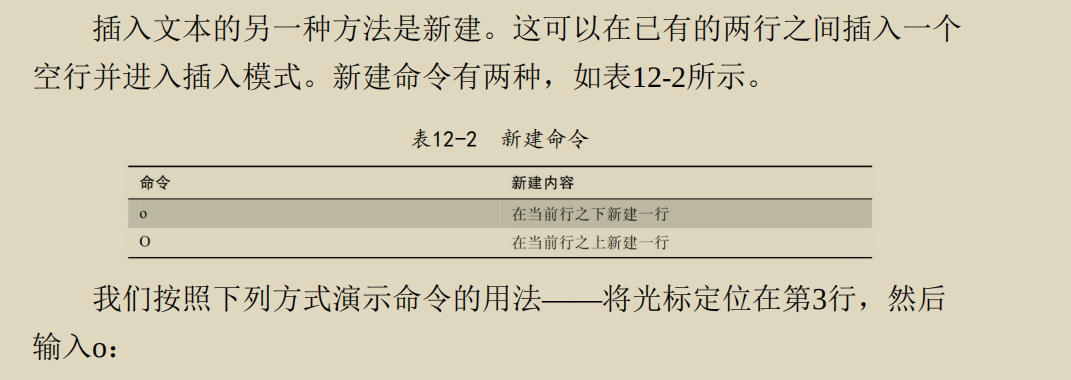 插入文本的另一种方法是新建。这可以在已有的两行之间插入一个
空行并进入插入模式。新建命令有两种，如表12-2所示。
表12-2 新建命令
命令 新建内容
o 在当前行之下新建一行
O 在当前行之上新建一行
我们按照下列方式演示命令的用法——将光标定位在第3行，然后
输入o：